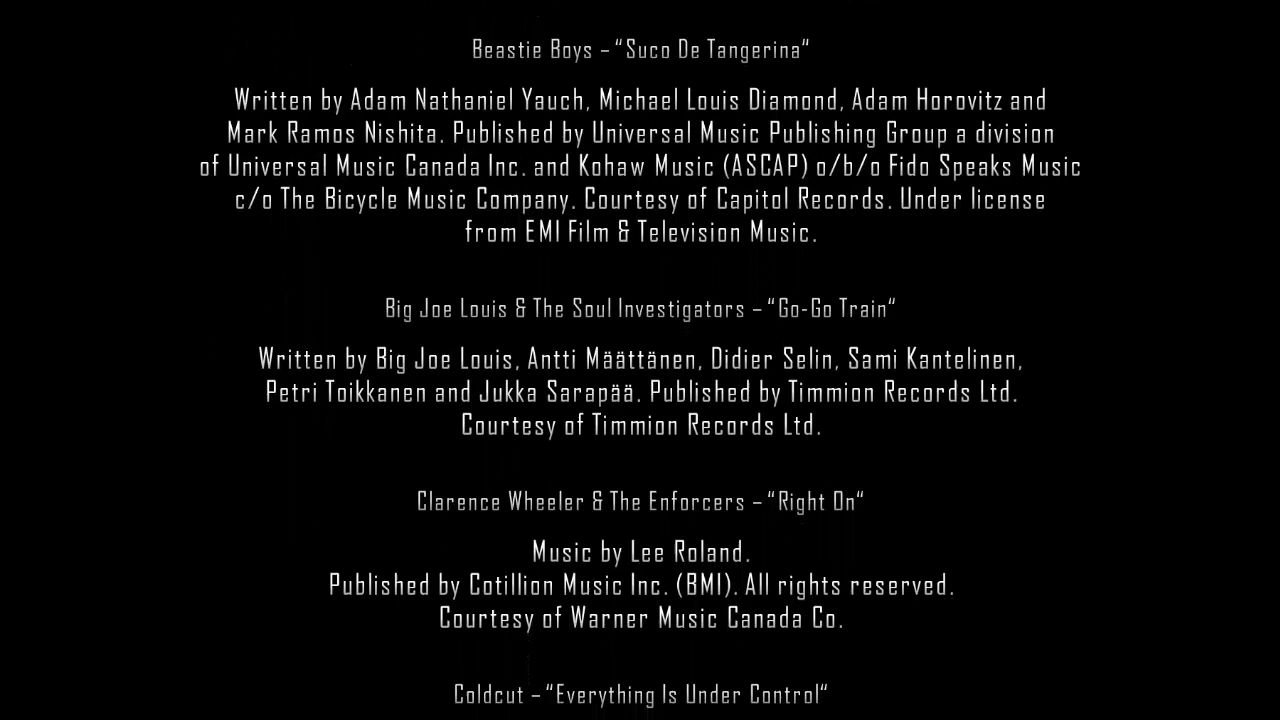 Beastie Boys – “Suco De Tangerina“
Written by Adam Nathaniel Yauch, Michael Louis Diamond, Adam Horovitz and
Mark Ramos Nishita. Published by Universal Music Publishing Group a division
of Universal Music Canada Inc. and Kohaw Music (ASCAP) o/b/o Fido Speaks Music
c/o The Bicycle Music Company. Courtesy of Capitol Records. Under license
from EMI Film & Television Music.
Big Joe Louis & The Soul Investigators – “Go-Go Train“
Written by Big Joe Louis, Antti Määttänen, Didier Selin, Sami Kantelinen,
Petri Toikkanen and Jukka Sarapää. Published by Timmion Records Ltd.
Courtesy of Timmion Records Ltd.
Clarence Wheeler & The Enforcers – “Right On“
Music by Lee Roland.
Published by Cotillion Music Inc. (BMI). All rights reserved.
Courtesy of Warner Music Canada Co.
Coldcut – “Everything Is Under Control“